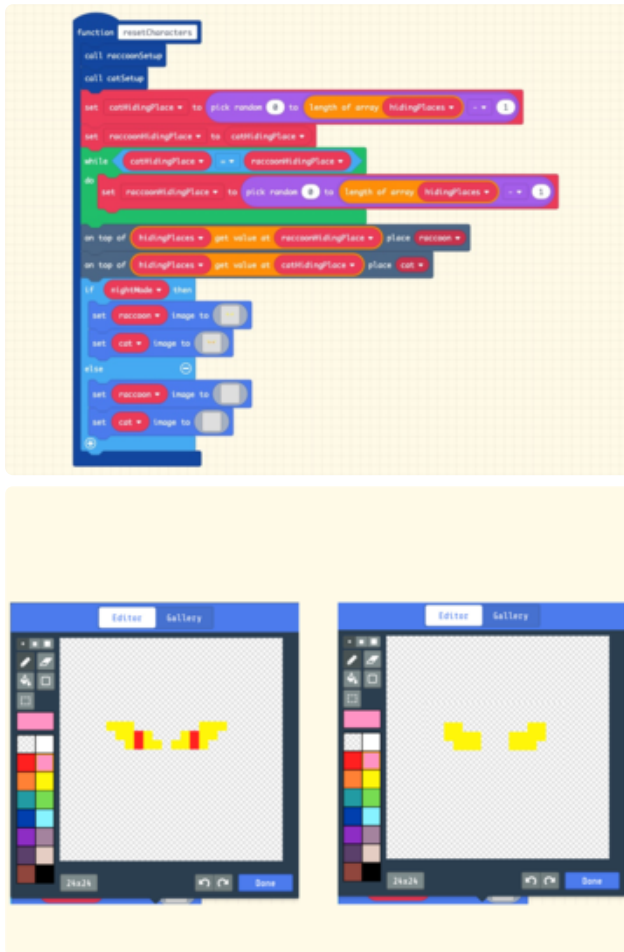 function resetCharacters
call raccoonSetup
call catSetup
set catHidingPlace to pick random 0 to length of array hidingPlaces - 1
set raccoonHidingPlace to catHidingPlace
while catHidingPlace = raccoonHidingPlace
do
set raccoonHidingPlace to pick random 0 to length of array hidingPlaces - 1
on top of hidingPlaces get value at raccoonHidingPlace place raccoon
on top of hidingPlaces get value at catHidingPlace place cat
if nightMode then
set raccoon image to
set cat image to
else
set raccoon image to
set cat image to
Editor Gallery
24x24 Done
Editor Gallery
24x24 Done